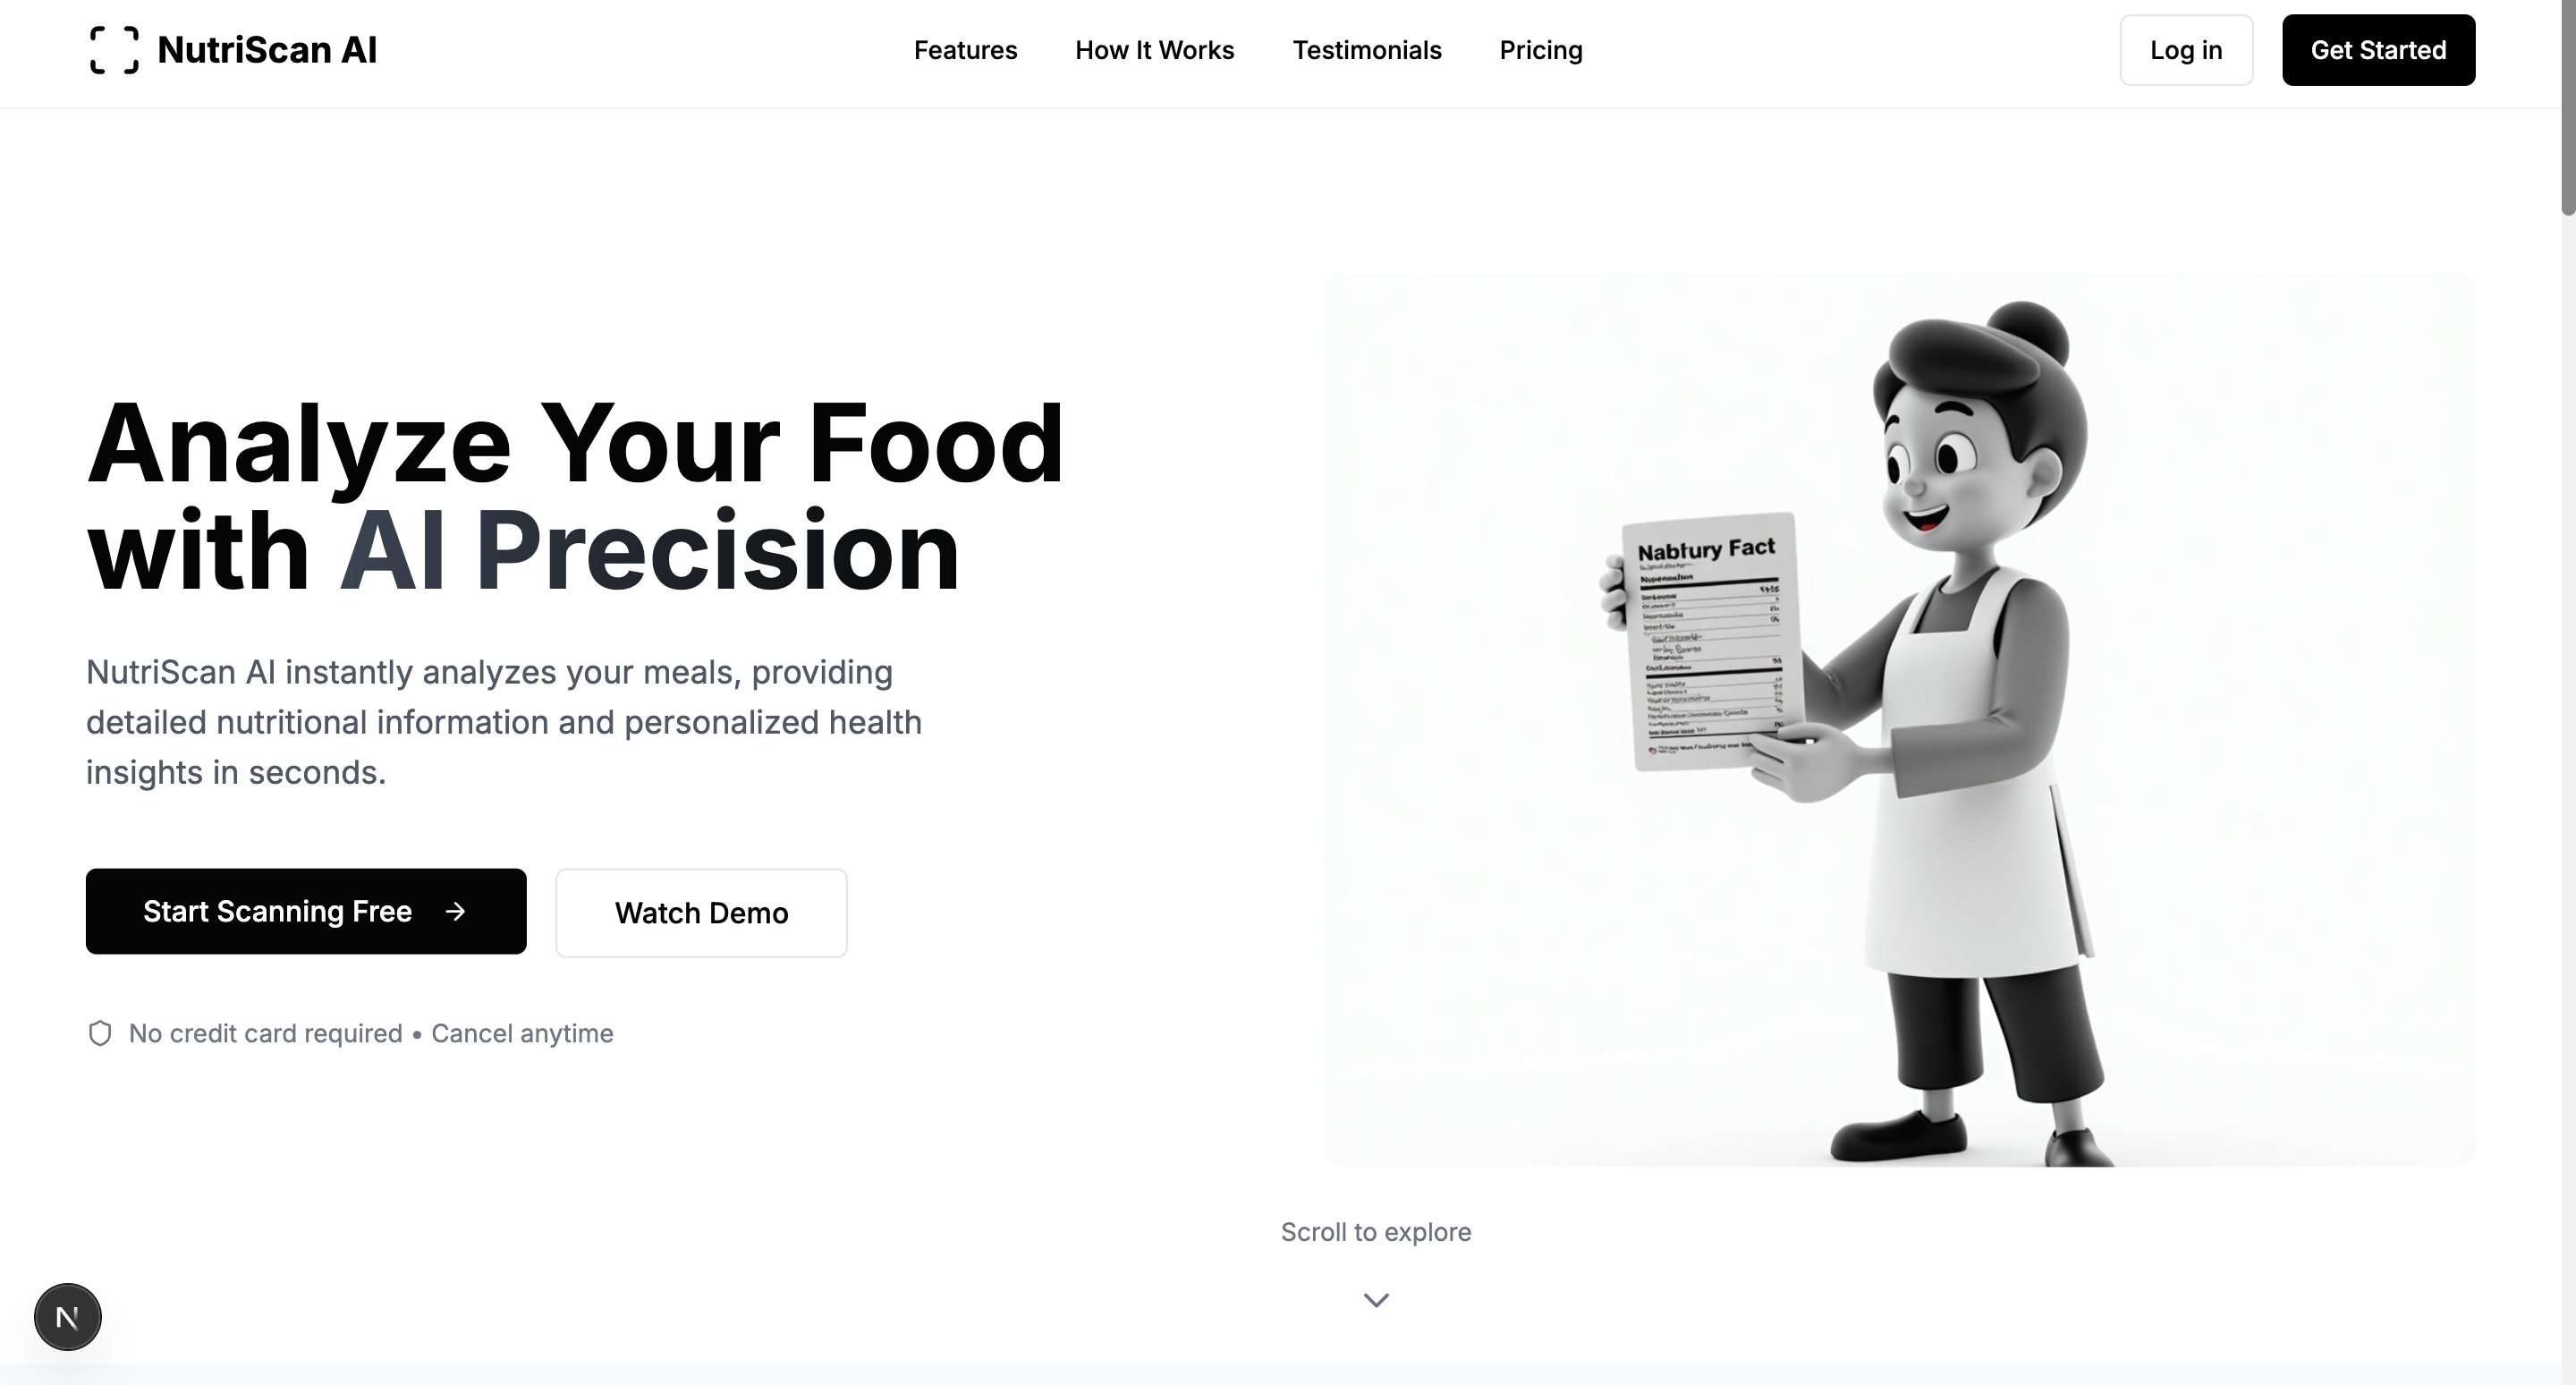 NutriScan AI
Features
How It Works
Testimonials
Pricing
Log in
Get Started
Analyze Your Food
with AI Precision
NutriScan AI instantly analyzes your meals, providing
detailed nutritional information and personalized health
insights in seconds.
Start Scanning Free
Watch Demo
No credit card required • Cancel anytime
Nabtury Fact
Scroll to explore
N